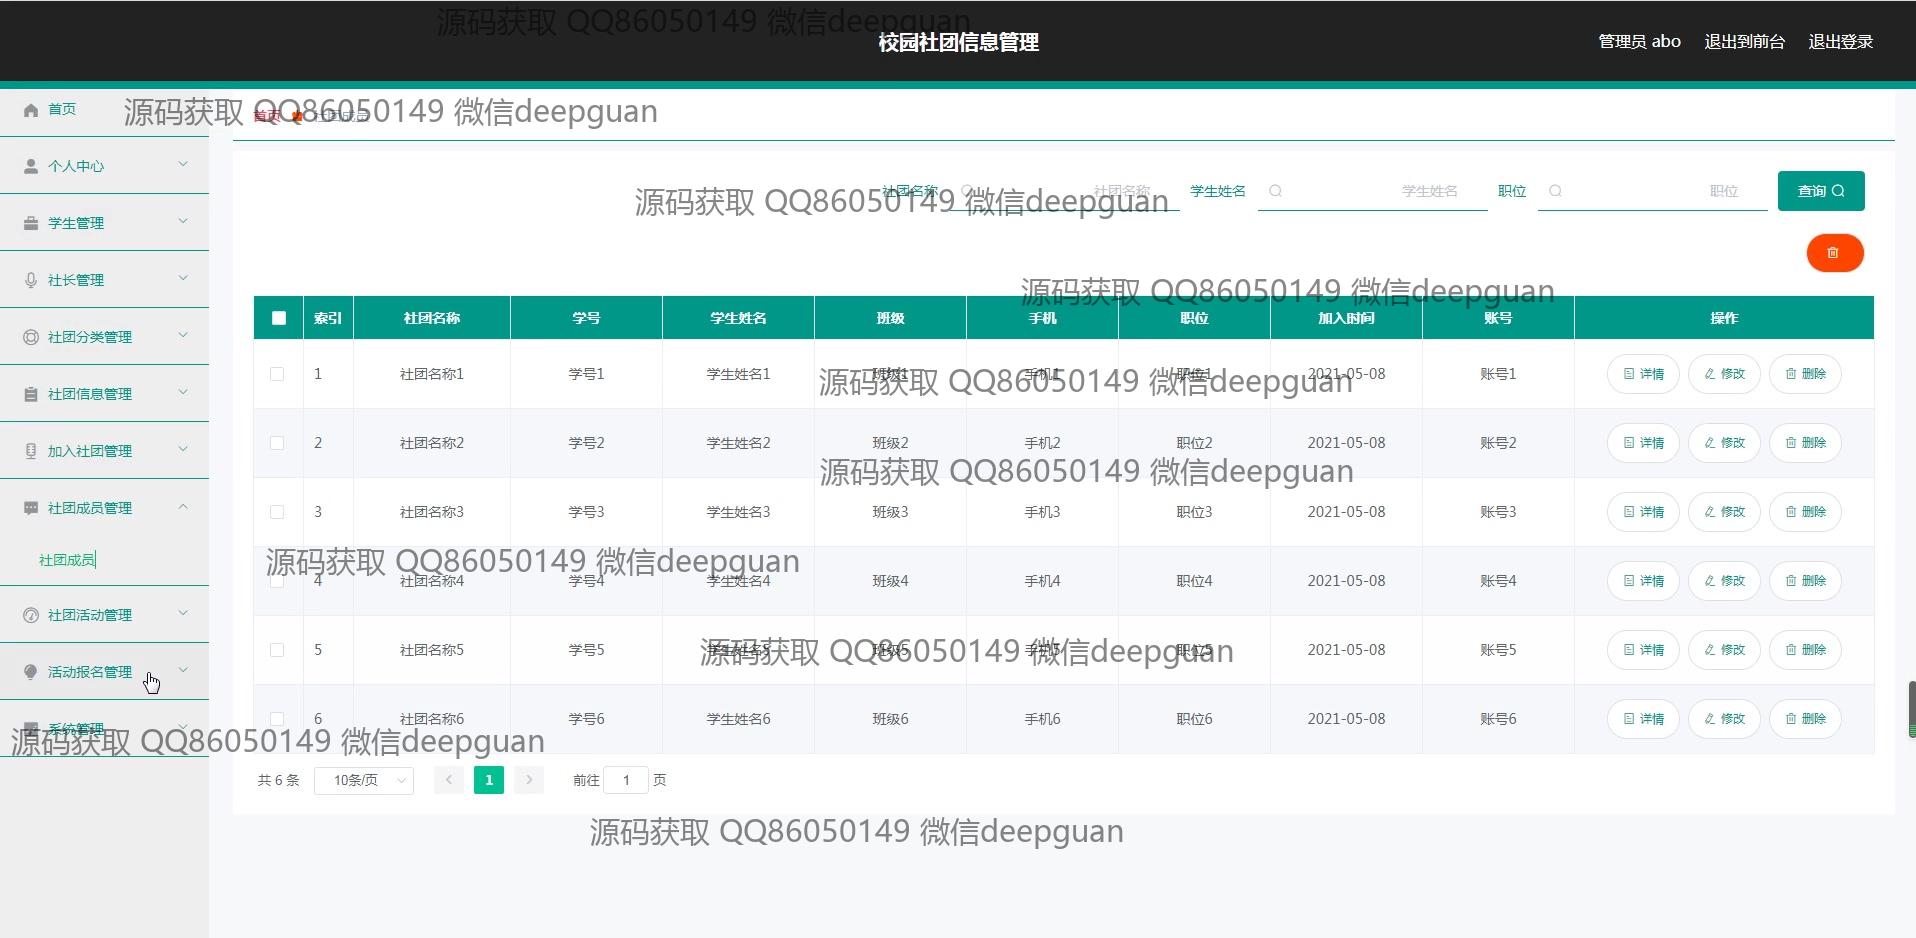 源码获取 QQ86050149 微信deepguan
校园社团信息管理
管理员 abo 退出到前台 退出登录
首页
源码获取 QQ86050149 微信deepguan
首页 社团成员
个人中心
学生管理
社长管理
社团分类管理
社团信息管理
加入社团管理
社团成员管理
社团成员
社团活动管理
活动报名管理
系统管理
社团名称 社团名称 学生姓名 学生姓名 职位 职位 查询
源码获取 QQ86050149 微信deepguan
源码获取 QQ86050149 微信deepguan
索引 社团名称 学号 学生姓名 班级 手机 职位 加入时间 账号 操作
1 社团名称1 学号1 学生姓名1 班级1 手机1 职位1 2021-05-08 账号1 详情 修改 删除
源码获取 QQ86050149 微信deepguan
2 社团名称2 学号2 学生姓名2 班级2 手机2 职位2 2021-05-08 账号2 详情 修改 删除
源码获取 QQ86050149 微信deepguan
3 社团名称3 学号3 学生姓名3 班级3 手机3 职位3 2021-05-08 账号3 详情 修改 删除
源码获取 QQ86050149 微信deepguan
4 社团名称4 学号4 学生姓名4 班级4 手机4 职位4 2021-05-08 账号4 详情 修改 删除
5 社团名称5 学号5 学生姓名5 班级5 手机5 职位5 2021-05-08 账号5 详情 修改 删除
源码获取 QQ86050149 微信deepguan
6 社团名称6 学号6 学生姓名6 班级6 手机6 职位6 2021-05-08 账号6 详情 修改 删除
源码获取 QQ86050149 微信deepguan
共 6 条 10条/页 1 前往 1 页
源码获取 QQ86050149 微信deepguan